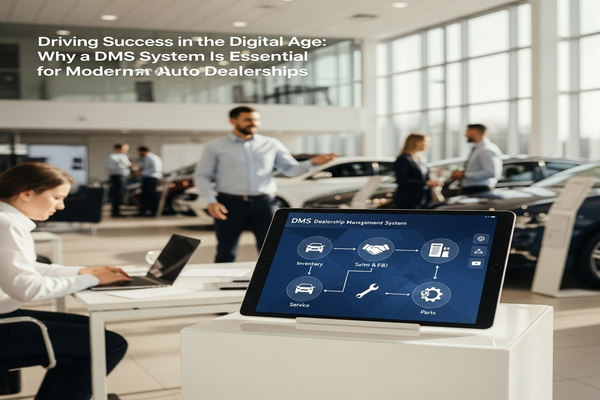 Driving Success in the Digital Age:
Why a DMS System Is Essential
for Modernar Auto Dealerships
DMS Dealership Management System
Inventory
Sales & F&I
Service
Parts